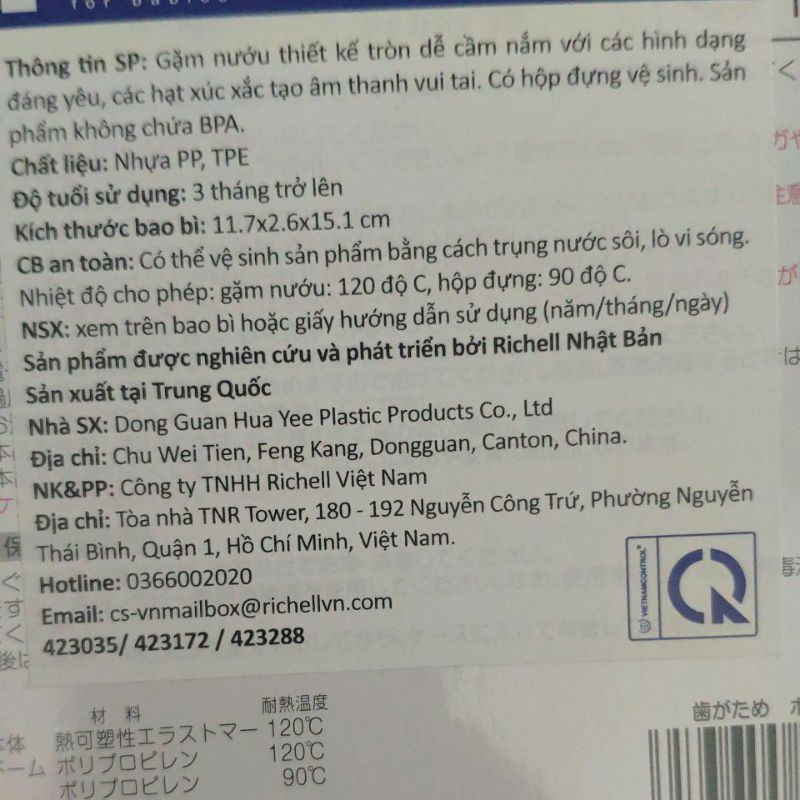 for babies
Thông tin SP: Gặm nướu thiết kế tròn dễ cầm nắm với các hình dạng
đáng yêu, các hạt xúc xắc tạo âm thanh vui tai. Có hộp đựng vệ sinh. Sản
phẩm không chứa BPA.
Chất liệu: Nhựa PP, TPE
Độ tuổi sử dụng: 3 tháng trở lên
Kích thước bao bì: 11.7x2.6x15.1 cm
CB an toàn: Có thể vệ sinh sản phẩm bằng cách trụng nước sôi, lò vi sóng.
Nhiệt độ cho phép: gặm nướu: 120 độ C, hộp đựng: 90 độ C.
NSX: xem trên bao bì hoặc giấy hướng dẫn sử dụng (năm/tháng/ngày)
Sản phẩm được nghiên cứu và phát triển bởi Richell Nhật Bản
Sản xuất tại Trung Quốc
Nhà SX: Dong Guan Hua Yee Plastic Products Co., Ltd
Địa chỉ: Chu Wei Tien, Feng Kang, Dongguan, Canton, China.
NK&PP: Công ty TNHH Richell Việt Nam
Địa chỉ: Tòa nhà TNR Tower, 180 - 192 Nguyễn Công Trứ, Phường Nguyễn
Thái Bình, Quận 1, Hồ Chí Minh, Việt Nam.
Hotline: 0366002020
Email: cs-vnmailbox@richellvn.com
423035/ 423172 / 423288
VIETNAMCONTROL
CR
材 料 耐熱温度
本体 熱可塑性エラストマー 120℃
ポリプロピレン 120℃
ポリプロピレン 90℃
歯がため